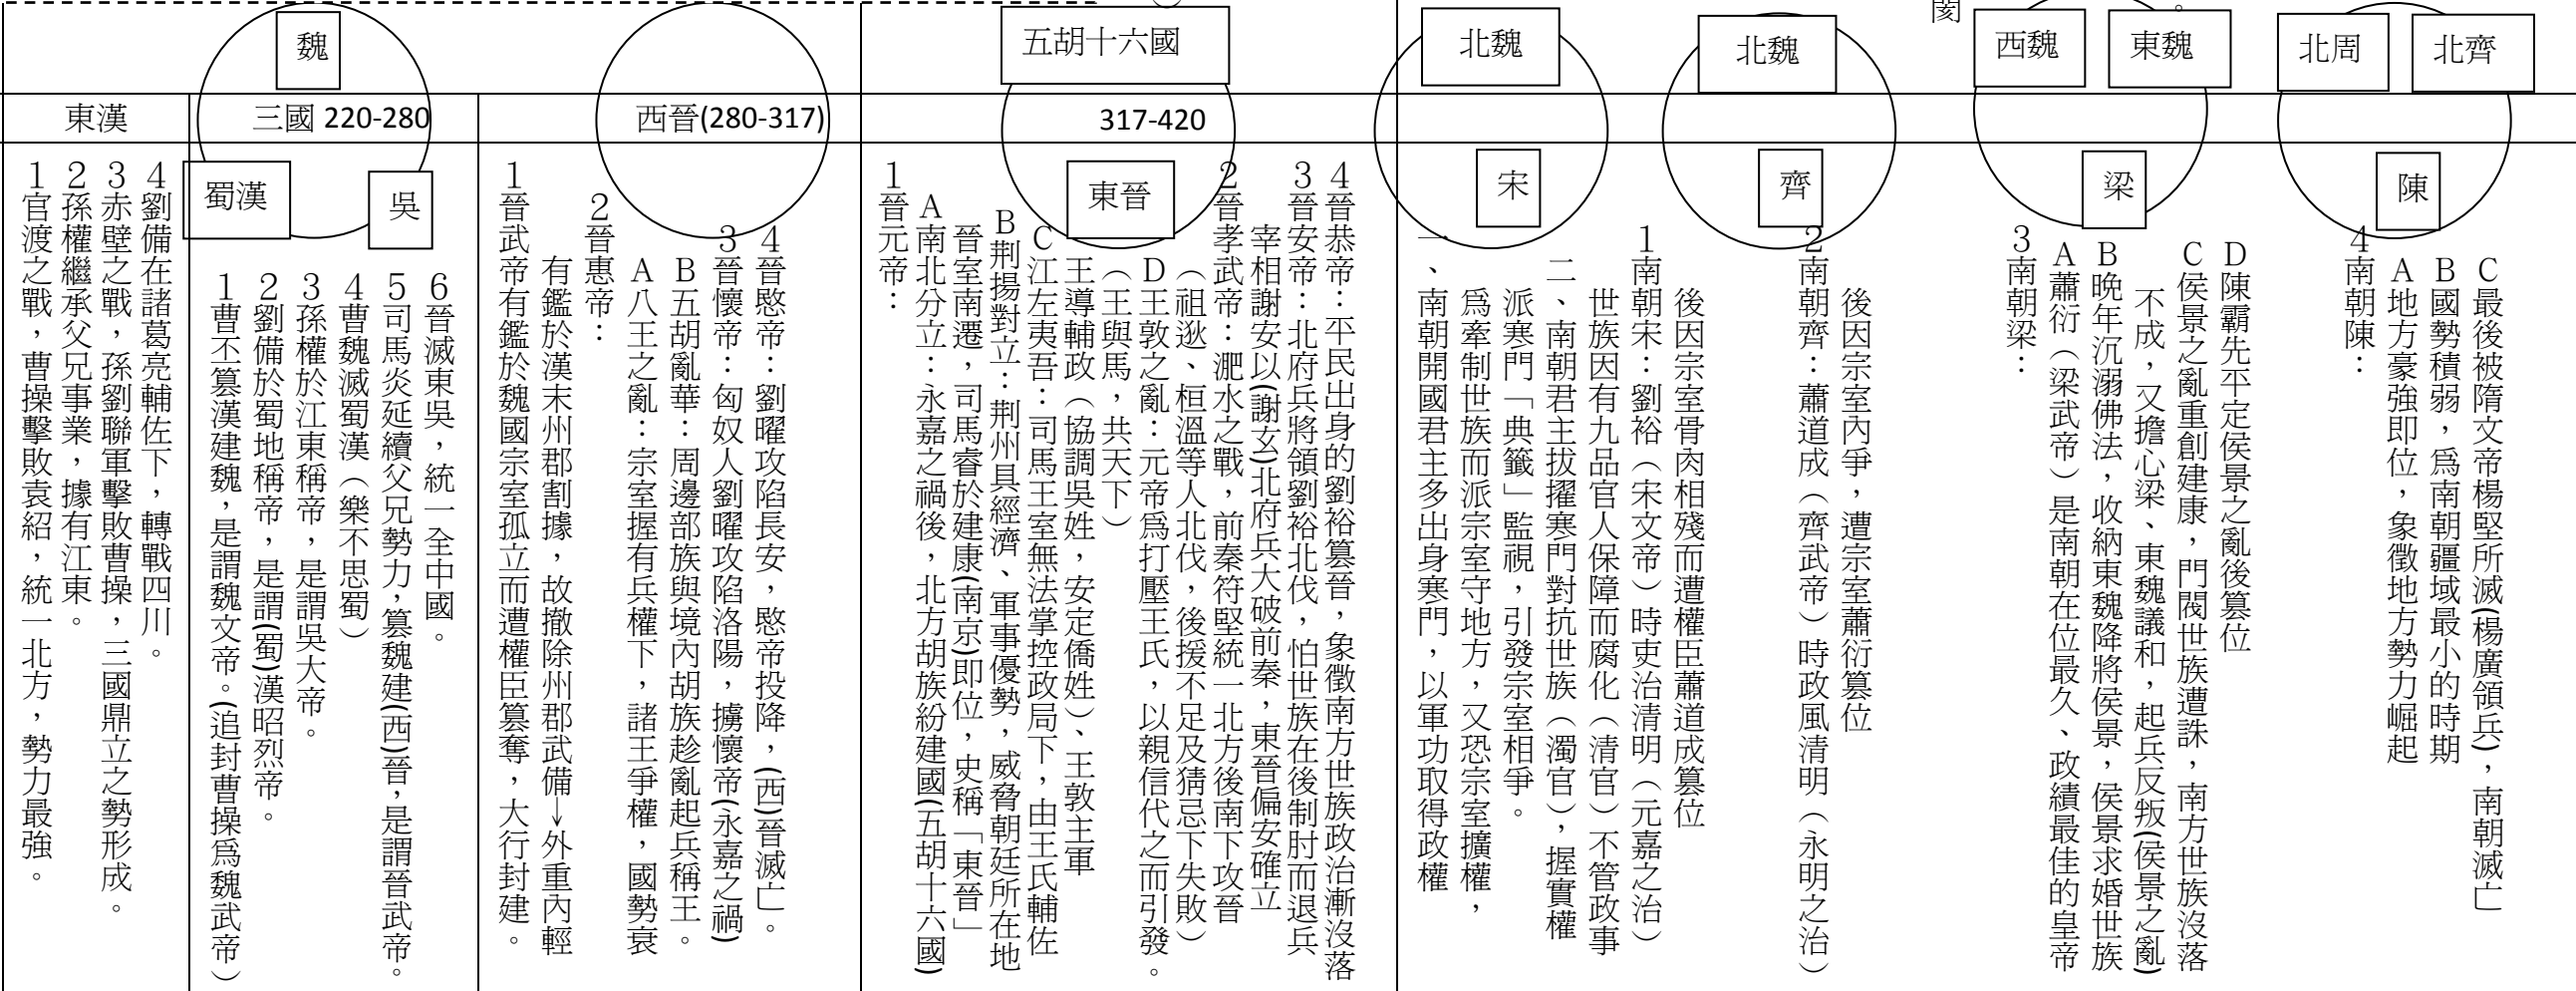 閡
魏
五胡十六國
北魏
北魏
西魏
東魏
北周
北齊
東漢
三國 220-280
西晉(280-317)
317-420
蜀漢
吳
東晉
宋
齊
梁
陳
1官渡之戰，曹操擊敗袁紹，統一北方，勢力最強。
2孫權繼承父兄事業，據有江東。
3赤壁之戰，孫劉聯軍擊敗曹操，三國鼎立之勢形成。
4劉備在諸葛亮輔佐下，轉戰四川。
1曹丕篡漢建魏，是謂魏文帝。(追封曹操為魏武帝)
2劉備於蜀地稱帝，是謂(蜀)漢昭烈帝。
3孫權於江東稱帝，是謂吳大帝。
4曹魏滅蜀漢（樂不思蜀）
5司馬炎延續父兄勢力，篡魏建(西)晉，是謂晉武帝。
6晉滅東吳，統一全中國。
1晉武帝有鑑於魏國宗室孤立而遭權臣篡奪，大行封建。
有鑑於漢末州郡割據，故撤除州郡武備→外重內輕
2晉惠帝：
A八王之亂：宗室握有兵權下，諸王爭權，國勢衰
B五胡亂華：周邊部族與境內胡族趁亂起兵稱王。
3晉懷帝：匈奴人劉曜攻陷洛陽，擄懷帝(永嘉之禍)
4晉愍帝：劉曜攻陷長安，愍帝投降，(西)晉滅亡。
1晉元帝：
A南北分立：永嘉之禍後，北方胡族紛建國(五胡十六國)
晉室南遷，司馬睿於建康(南京)即位，史稱「東晉」
B荆揚對立：荆州具經濟、軍事優勢，威脅朝廷所在地
C江左夷吾：司馬王室無法掌控政局下，由王氏輔佐
王導輔政（協調吳姓，安定僑姓）、王敦主軍
（王與馬，共天下）
D王敦之亂：元帝為打壓王氏，以親信代之而引發。
（祖逖、桓溫等人北伐，後援不足及猜忌下失敗）
2晉孝武帝：淝水之戰，前秦符堅統一北方後南下攻晉
宰相謝安以(謝玄)北府兵大破前秦，東晉偏安確立
3晉安帝：北府兵將領劉裕北伐，怕世族在後制肘而退兵
4晉恭帝：平民出身的劉裕篡晉，象徵南方世族政治漸沒落
一、南朝開國君主多出身寒門，以軍功取得政權
為牽制世族而派宗室守地方，又恐宗室擴權，
派寒門「典籤」監視，引發宗室相爭。
二、南朝君主拔擢寒門對抗世族（濁官），握實權
世族因有九品官人保障而腐化（清官）不管政事
1南朝宋：劉裕（宋文帝）時吏治清明（元嘉之治）
後因宗室骨肉相殘而遭權臣蕭道成篡位
2南朝齊：蕭道成（齊武帝）時政風清明（永明之治）
後因宗室內爭，遭宗室蕭衍篡位
3南朝梁：
A蕭衍（梁武帝）是南朝在位最久、政績最佳的皇帝
B晚年沉溺佛法，收納東魏降將侯景，侯景求婚世族
不成，又擔心梁、東魏議和，起兵反叛(侯景之亂)
C侯景之亂重創建康，門閥世族遭誅，南方世族沒落
D陳霸先平定侯景之亂後篡位
4南朝陳：
A地方豪強即位，象徵地方勢力崛起
B國勢積弱，為南朝疆域最小的時期
C最後被隋文帝楊堅所滅(楊廣領兵)，南朝滅亡